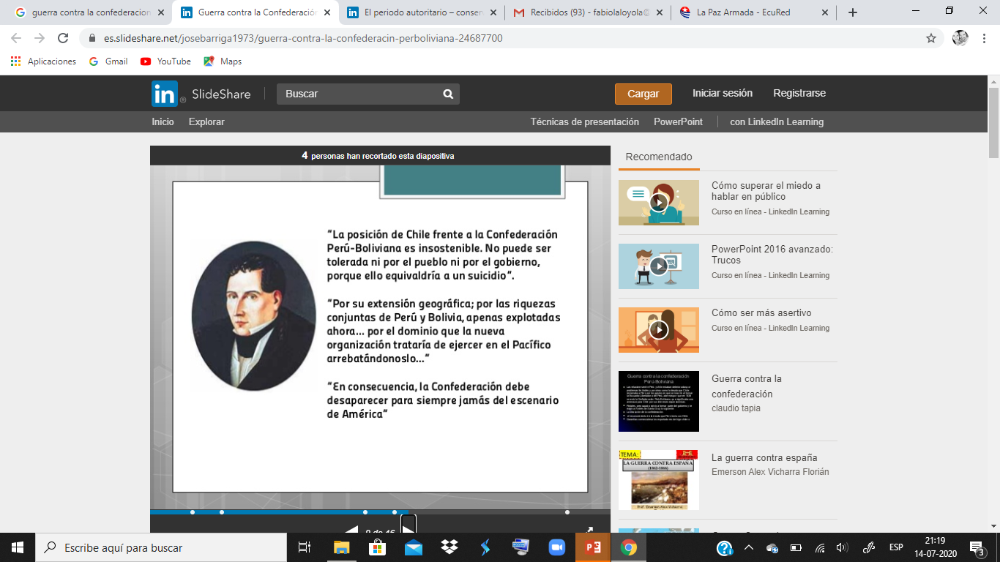 guerra contra la confederacion
Guerra contra la Confederació
El periodo autoritario – conser
Recibidos (93) - fabiolaloyola@
La Paz Armada - EcuRed
es.slideshare.net/josebarriga1973/guerra-contra-la-confederacin-perboliviana-24687700
Aplicaciones
Gmail
YouTube
Maps
in® SlideShare
Buscar
Cargar
Iniciar sesión
Registrarse
Inicio
Explorar
Técnicas de presentación
PowerPoint
con LinkedIn Learning
4 personas han recortado esta diapositiva
"La posición de Chile frente a la Confederación
Perú-Boliviana es insostenible. No puede ser
tolerada ni por el pueblo ni por el gobierno,
porque ello equivaldría a un suicidio".
"Por su extensión geográfica; por las riquezas
conjuntas de Perú y Bolivia, apenas explotadas
ahora... por el dominio que la nueva
organización trataría de ejercer en el Pacífico
arrebatándonoslo..."
"En consecuencia, la Confederación debe
desaparecer para siempre jamás del escenario
de América"
Recomendado
Cómo superar el miedo a
hablar en público
Curso en línea - LinkedIn Learning
PowerPoint 2016 avanzado:
Trucos
Curso en línea - LinkedIn Learning
Cómo ser más asertivo
Curso en línea - LinkedIn Learning
Guerra contra la confederación
Perú-Boliviana
Guerra contra la
confederación
claudio tapia
TEMA:
LA GUERRA CONTRA ESPAÑA
(1862-1866)
La guerra contra españa
Emerson Alex Vicharra Florián
Escribe aquí para buscar
ESP
21:19
14-07-2020
3